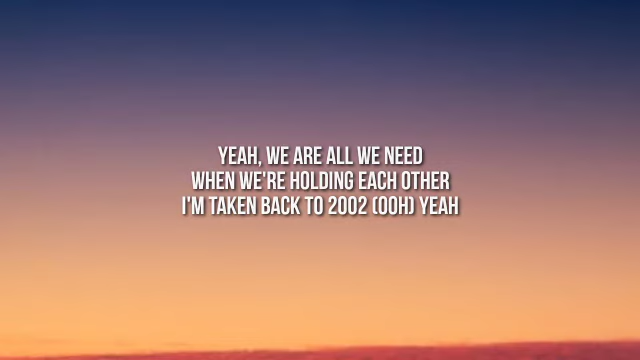 YEAH, WE ARE ALL WE NEED
WHEN WE'RE HOLDING EACH OTHER
I'M TAKEN BACK TO 2002 (OOH) YEAH